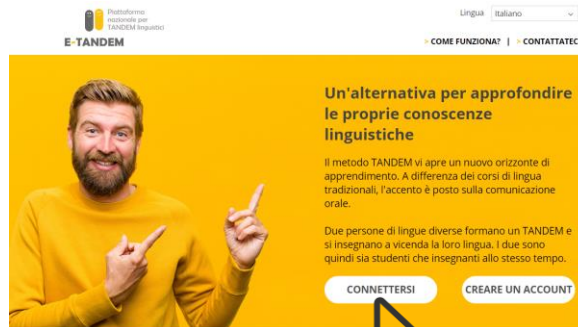 Piattaforma
nazionale per
TANDEM linguistici
E-TANDEM
Lingua Italiano
> COME FUNZIONA? | > CONTATTATEC
Un'alternativa per approfondire
le proprie conoscenze
linguistiche
Il metodo TANDEM vi apre un nuovo orizzonte di
apprendimento. A differenza dei corsi di lingua
tradizionali, l'accento è posto sulla comunicazione
orale.
Due persone di lingue diverse formano un TANDEM e
si insegnano a vicenda la loro lingua. I due sono
quindi sia studenti che insegnanti allo stesso tempo.
CONNETTERSI CREARE UN ACCOUNT